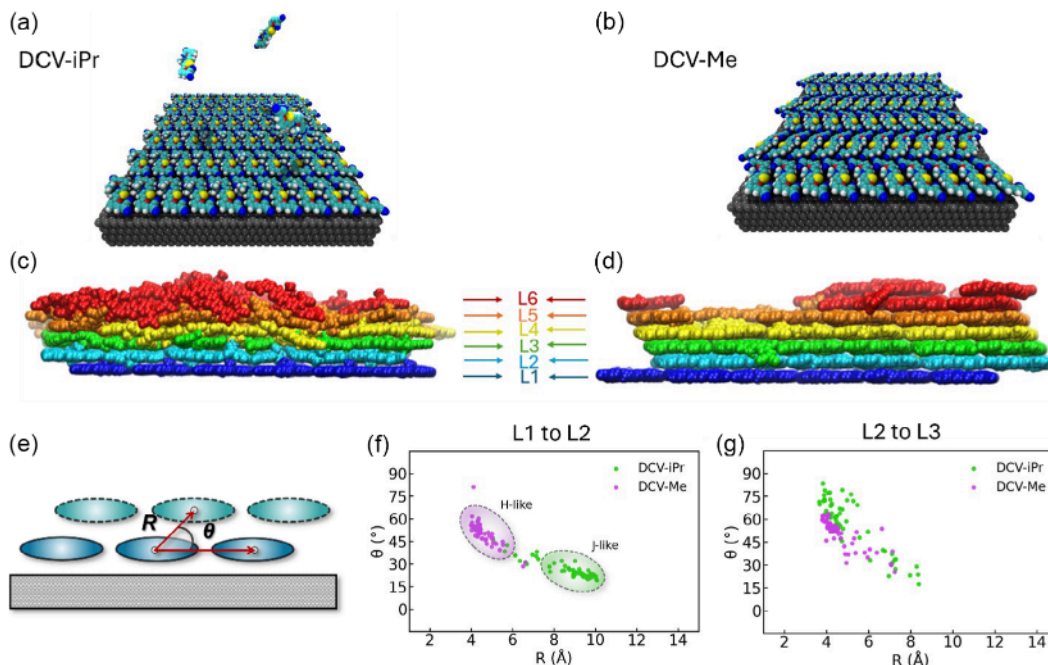 (a)
DCV-iPr
(b)
DCV-Me
(c)
(d)
L6
L5
L4
L3
L2
L1
(e)
R
θ
(f)
L1 to L2
90
75
60
45
30
15
0
θ (°)
2 4 6 8 10 12 14
R (Å)
DCV-iPr
DCV-Me
H-like
J-like
(g)
L2 to L3
90
75
60
45
30
15
0
θ (°)
2 4 6 8 10 12 14
R (Å)
DCV-iPr
DCV-Me